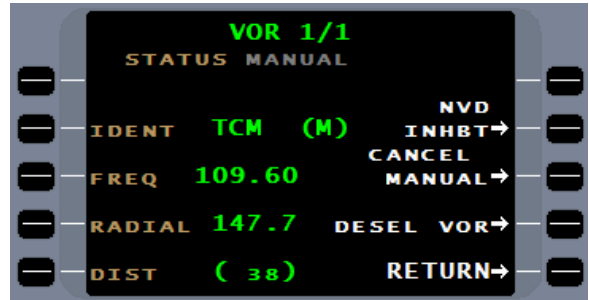 VOR 1/1
STATUS MANUAL
NVD
IDENT TCM (M) INHBT→
CANCEL
FREQ 109.60 MANUAL→
RADIAL 147.7 DESEL VOR→
DIST ( 38) RETURN→